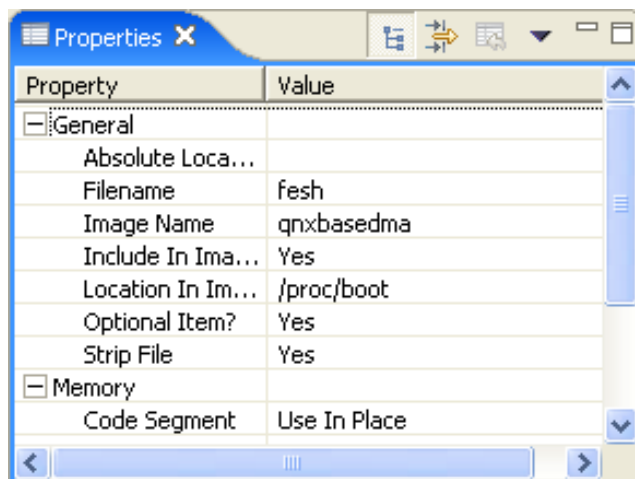 Properties
Property Value
General
Absolute Loca...
Filename fesh
Image Name qnxbasedma
Include In Ima... Yes
Location In Im... /proc/boot
Optional Item? Yes
Strip File Yes
Memory
Code Segment Use In Place